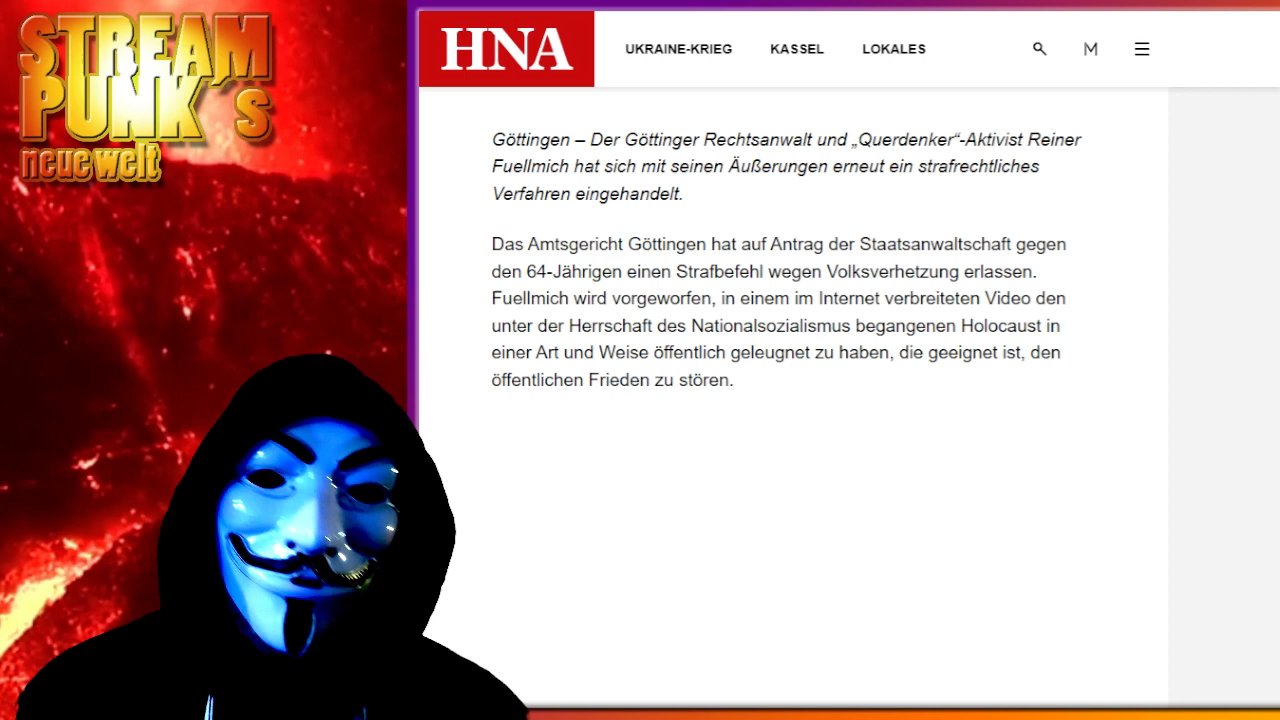 STREAM
PUNK´s
neue welt
HNA
UKRAINE-KRIEG KASSEL LOKALES M
Göttingen – Der Göttinger Rechtsanwalt und „Querdenker“-Aktivist Reiner
Fuellmich hat sich mit seinen Äußerungen erneut ein strafrechtliches
Verfahren eingehandelt.
Das Amtsgericht Göttingen hat auf Antrag der Staatsanwaltschaft gegen
den 64-Jährigen einen Strafbefehl wegen Volksverhetzung erlassen.
Fuellmich wird vorgeworfen, in einem im Internet verbreiteten Video den
unter der Herrschaft des Nationalsozialismus begangenen Holocaust in
einer Art und Weise öffentlich geleugnet zu haben, die geeignet ist, den
öffentlichen Frieden zu stören.